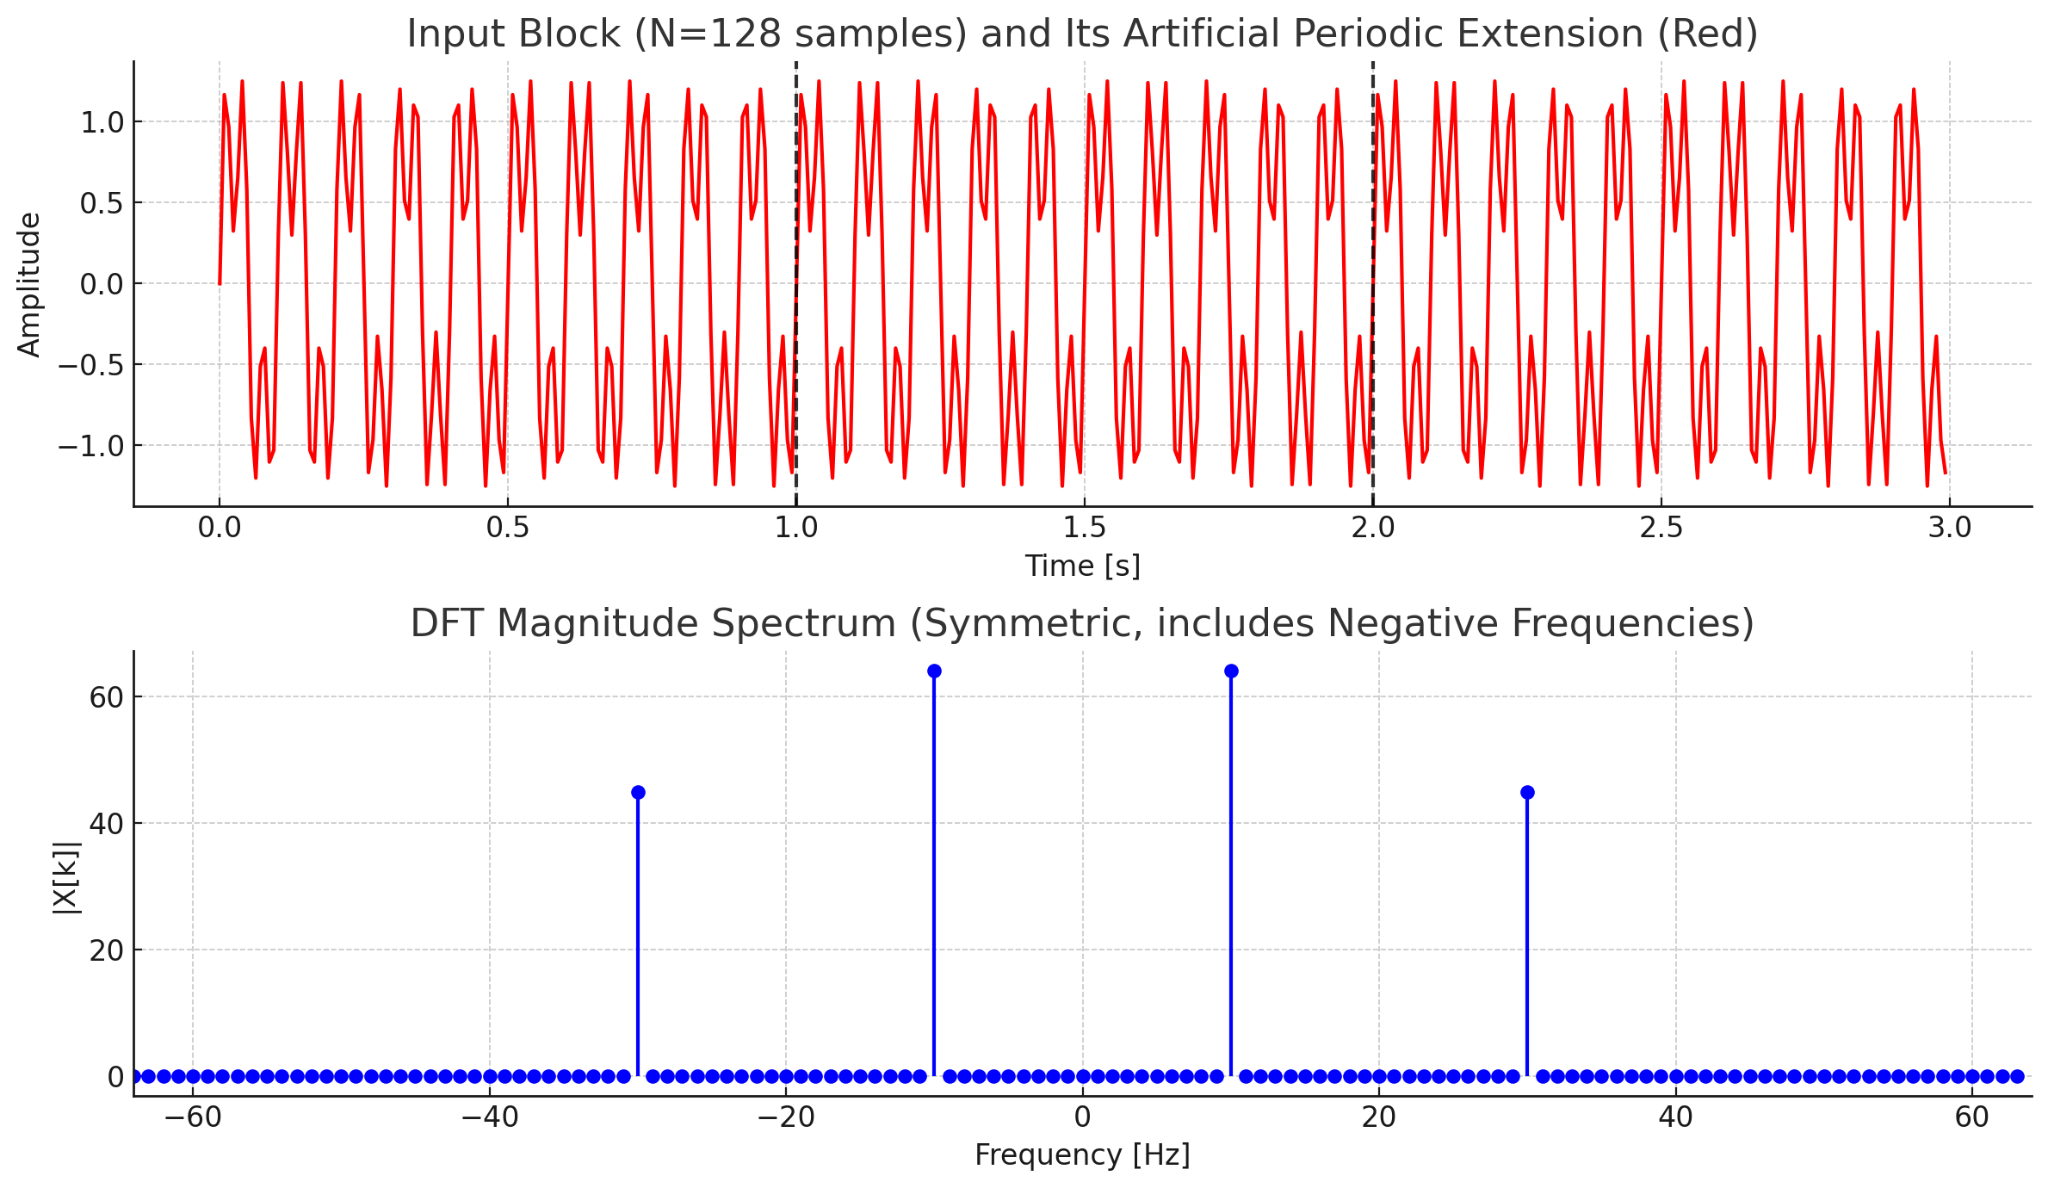 Input Block (N=128 samples) and Its Artificial Periodic Extension (Red)
Amplitude
1.0
0.5
0.0
−0.5
−1.0
0.0 0.5 1.0 1.5 2.0 2.5 3.0
Time [s]
DFT Magnitude Spectrum (Symmetric, includes Negative Frequencies)
|X[k]|
60
40
20
0
−60 −40 −20 0 20 40 60
Frequency [Hz]